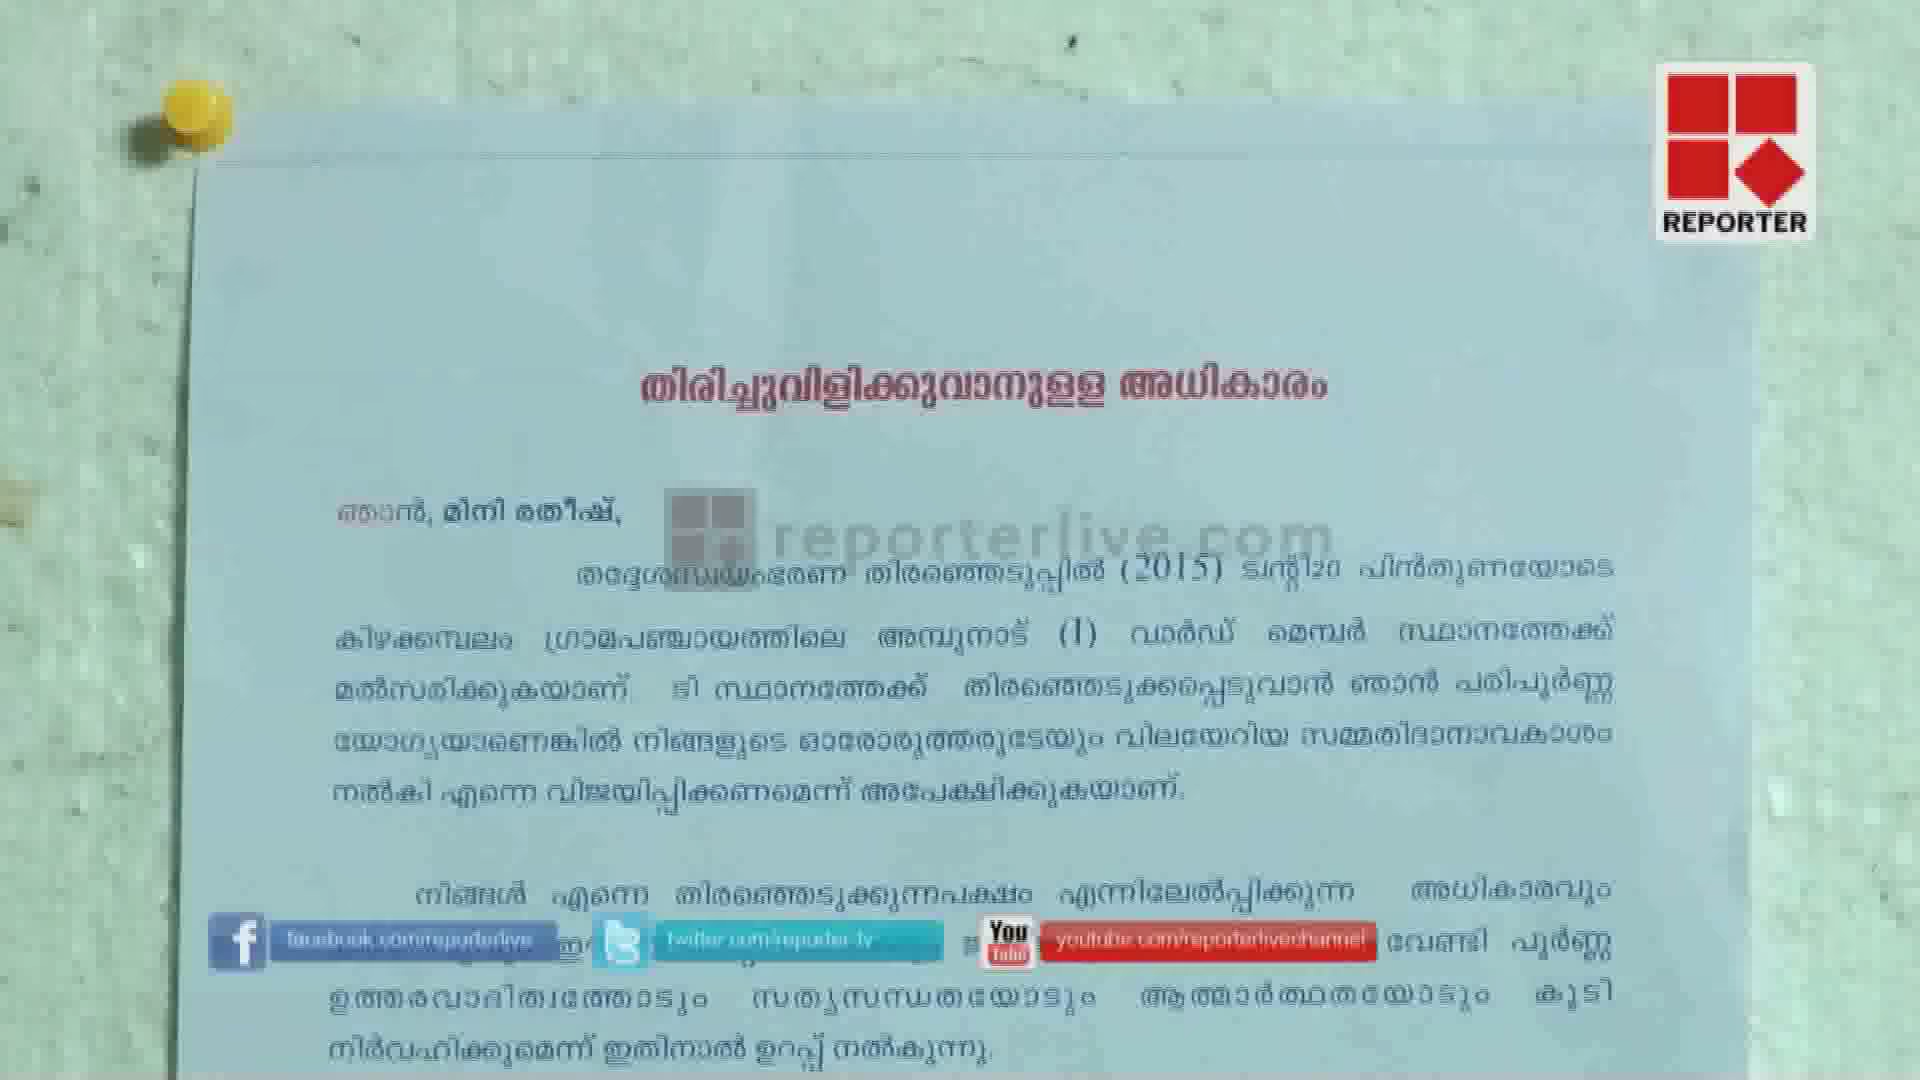 REPORTER
തിരിച്ചുവിളിക്കുവാനുളള അധികാരം
ഞാൻ, മിനി രതീഷ്,
reporterlive.com
തദ്ദേശസ്വയംഭരണ തിരഞ്ഞെടുപ്പിൽ (2015) ട്വന്റി20 പിൻതുണയോടെ
കിഴക്കമ്പലം ഗ്രാമപഞ്ചായത്തിലെ അമ്പുനാട് (1) വാർഡ് മെമ്പർ സ്ഥാനത്തേക്ക്
മൽസരിക്കുകയാണ്. ടി സ്ഥാനത്തേക്ക് തിരഞ്ഞെടുക്കപ്പെടുവാൻ ഞാൻ പരിപൂർണ്ണ
യോഗ്യയാണെങ്കിൽ നിങ്ങളുടെ ഓരോരുത്തരുടേയും വിലയേറിയ സമ്മതിദാനാവകാശം
നൽകി എന്നെ വിജയിപ്പിക്കണമെന്ന് അപേക്ഷിക്കുകയാണ്.
നിങ്ങൾ എന്നെ തിരഞ്ഞെടുക്കുന്നപക്ഷം എന്നിലേൽപ്പിക്കുന്ന അധികാരവും
facebook.com/reporterlive twitter.com/reporter-tv You Tube youtube.com/reporterlivechannel വേണ്ടി പൂർണ്ണ
ഉത്തരവാദിത്വത്തോടും സത്യസന്ധതയോടും ആത്മാർത്ഥതയോടും കൂടി
നിർവഹിക്കുമെന്ന് ഇതിനാൽ ഉറപ്പ് നൽകുന്നു.